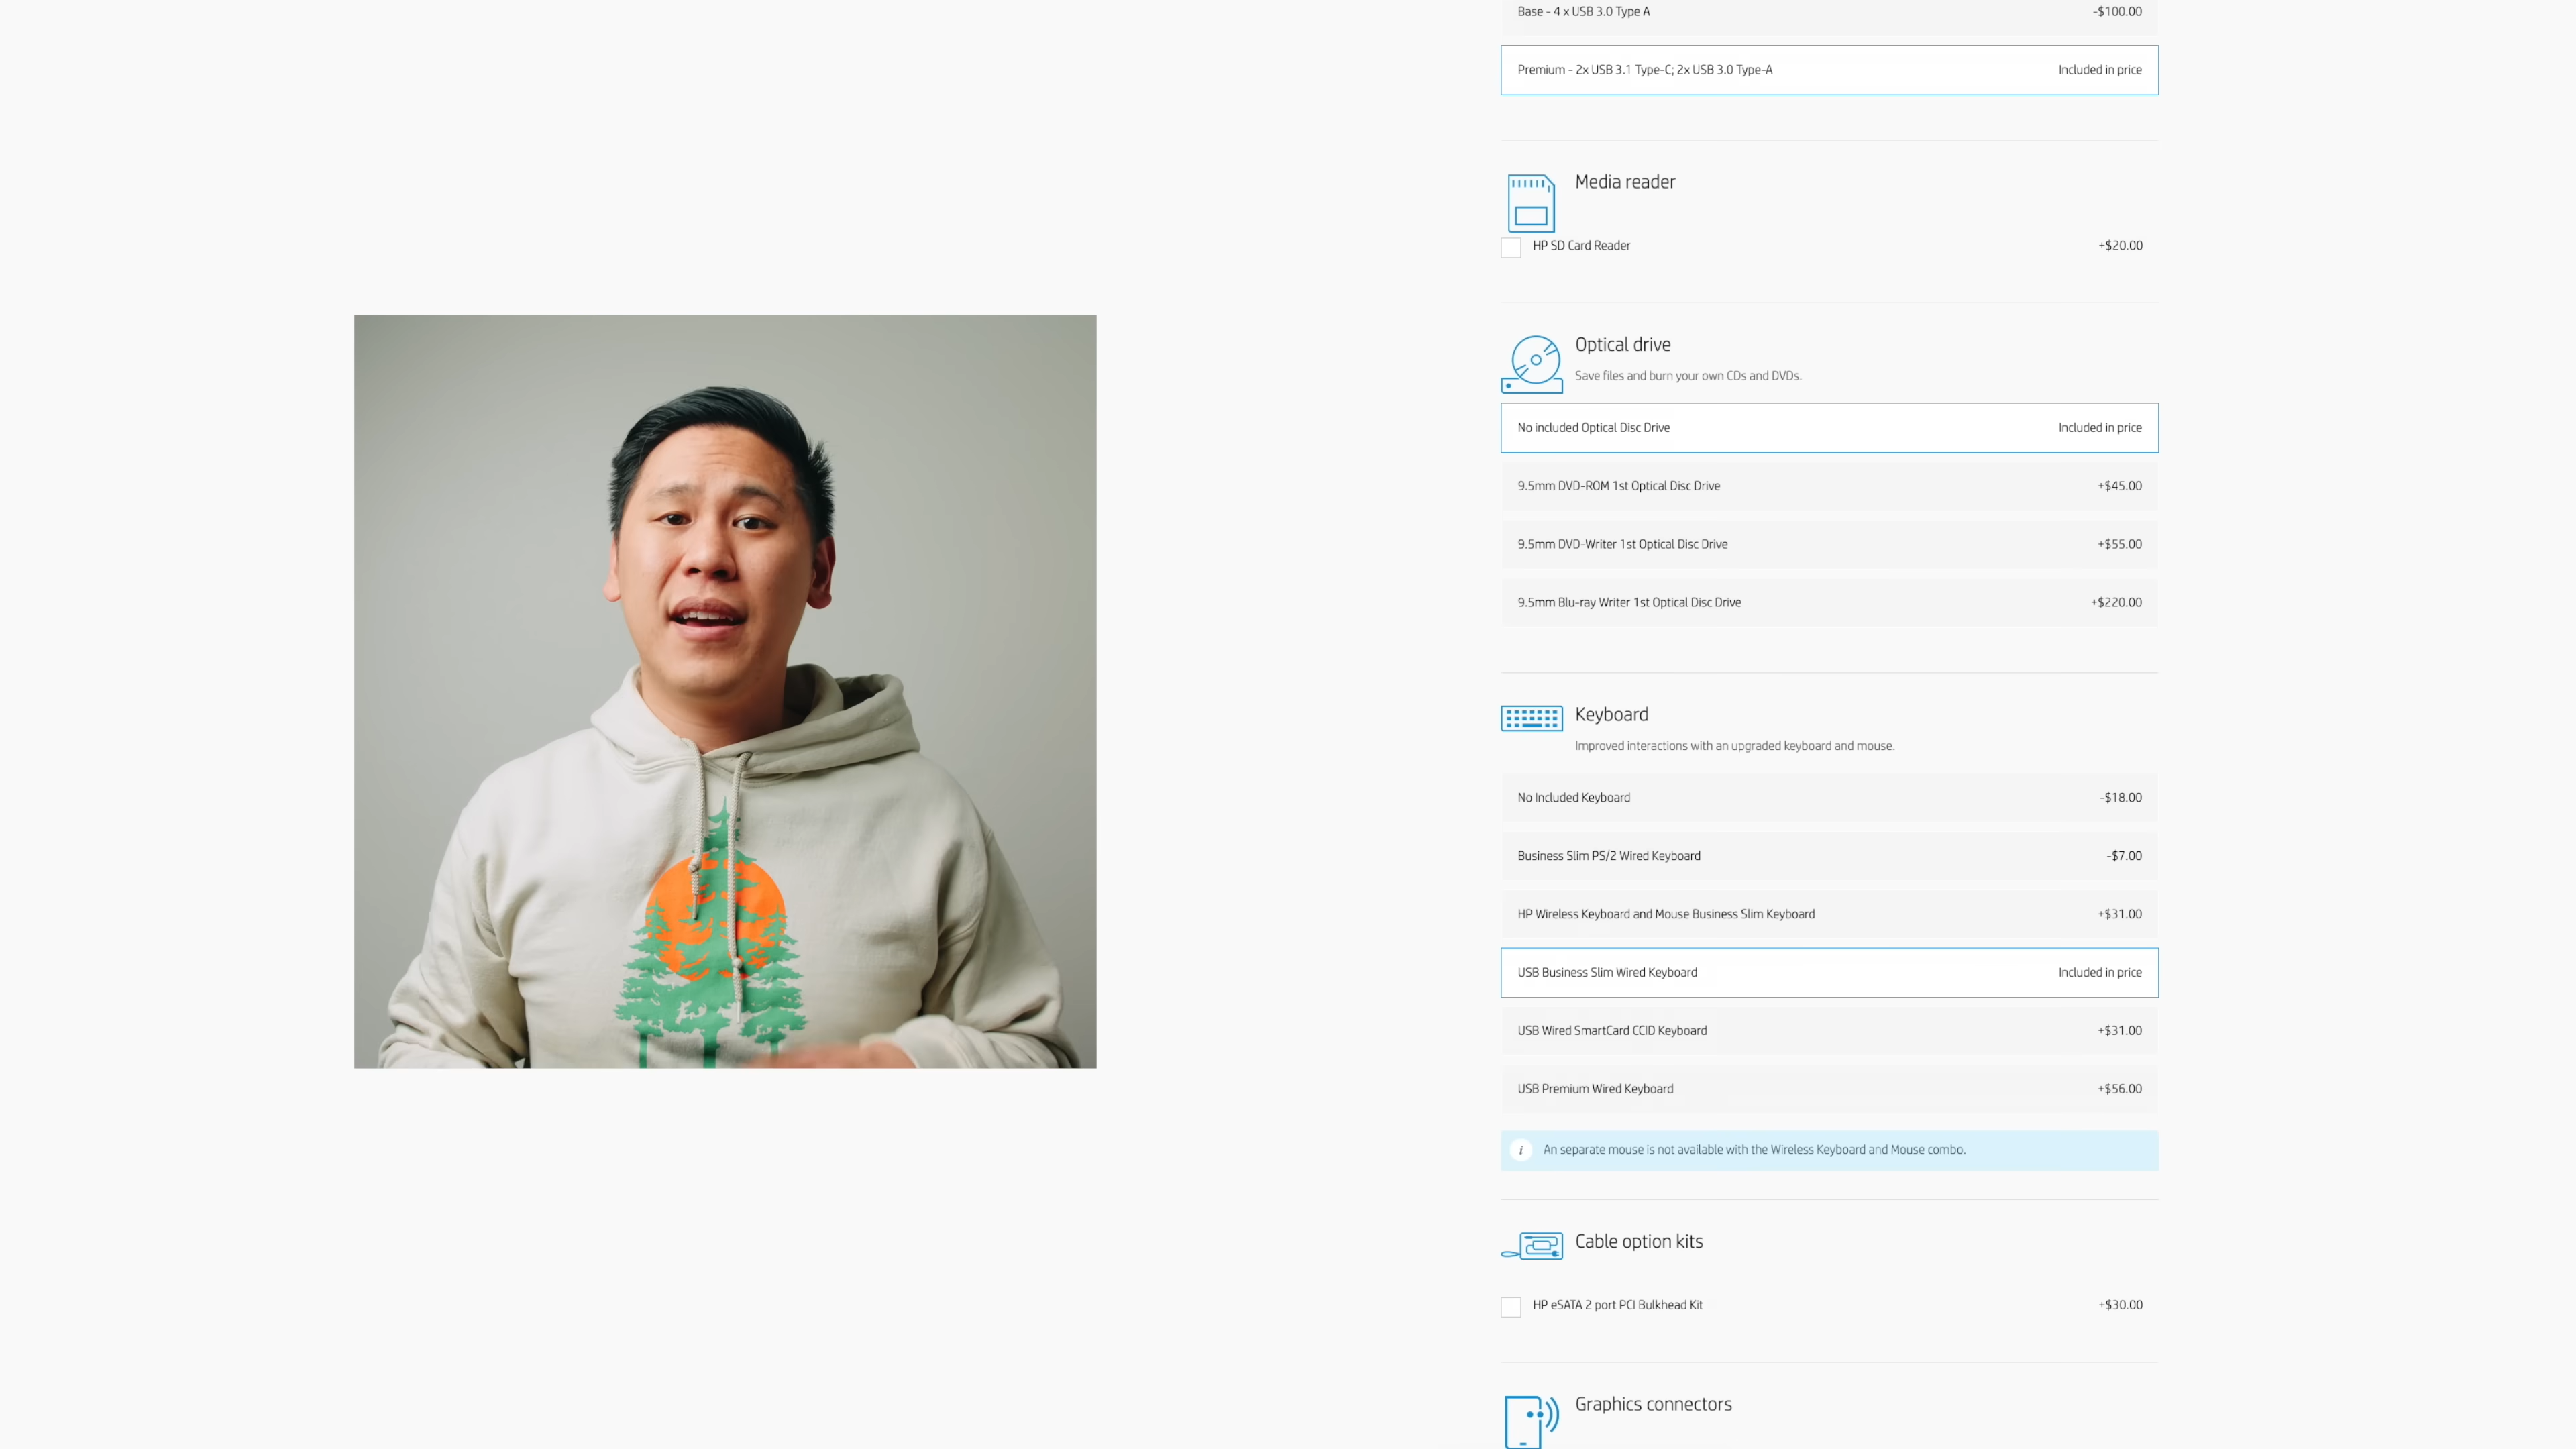 Base - 4 x USB 3.0 Type A -$100.00
Premium - 2x USB 3.1 Type-C; 2x USB 3.0 Type-A Included in price
Media reader
HP SD Card Reader +$20.00
Optical drive
Save files and burn your own CDs and DVDs.
No included Optical Disc Drive Included in price
9.5mm DVD-ROM 1st Optical Disc Drive +$45.00
9.5mm DVD-Writer 1st Optical Disc Drive +$55.00
9.5mm Blu-ray Writer 1st Optical Disc Drive +$220.00
Keyboard
Improved interactions with an upgraded keyboard and mouse.
No Included Keyboard -$18.00
Business Slim PS/2 Wired Keyboard -$7.00
HP Wireless Keyboard and Mouse Business Slim Keyboard +$31.00
USB Business Slim Wired Keyboard Included in price
USB Wired SmartCard CCID Keyboard +$31.00
USB Premium Wired Keyboard +$56.00
i An separate mouse is not available with the Wireless Keyboard and Mouse combo.
Cable option kits
HP eSATA 2 port PCI Bulkhead Kit +$30.00
Graphics connectors